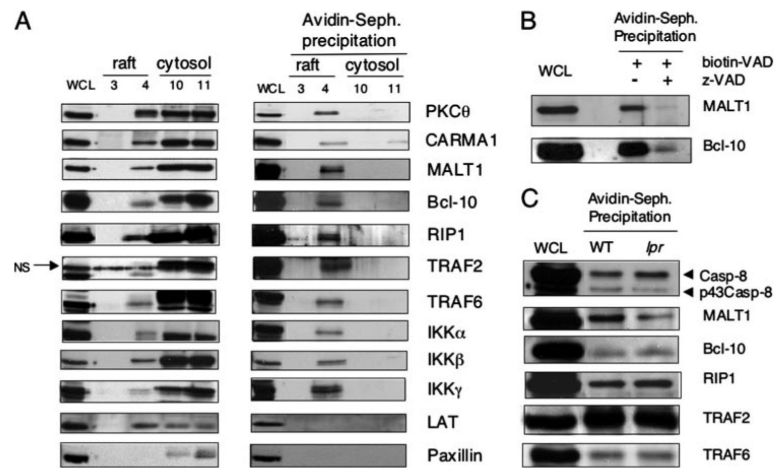 A
raft cytosol
WCL 3 4 10 11
Avidin-Seph.
precipitation
raft cytosol
WCL 3 4 10 11
PKCθ
CARMA1
MALT1
Bcl-10
RIP1
NS TRAF2
TRAF6
IKKα
IKKβ
IKKγ
LAT
Paxillin
B
Avidin-Seph.
Precipitation
WCL
+ + biotin-VAD
- + z-VAD
MALT1
Bcl-10
C
Avidin-Seph.
Precipitation
WCL WT lpr
Casp-8
p43Casp-8
MALT1
Bcl-10
RIP1
TRAF2
TRAF6